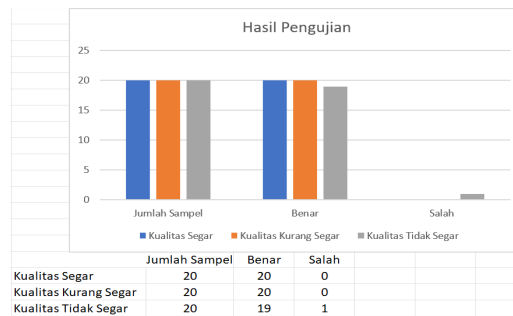 Hasil Pengujian
25
20
15
10
5
0
Jumlah Sampel Benar Salah
Kualitas Segar Kualitas Kurang Segar Kualitas Tidak Segar
Jumlah Sampel Benar Salah
Kualitas Segar 20 20 0
Kualitas Kurang Segar 20 20 0
Kualitas Tidak Segar 20 19 1